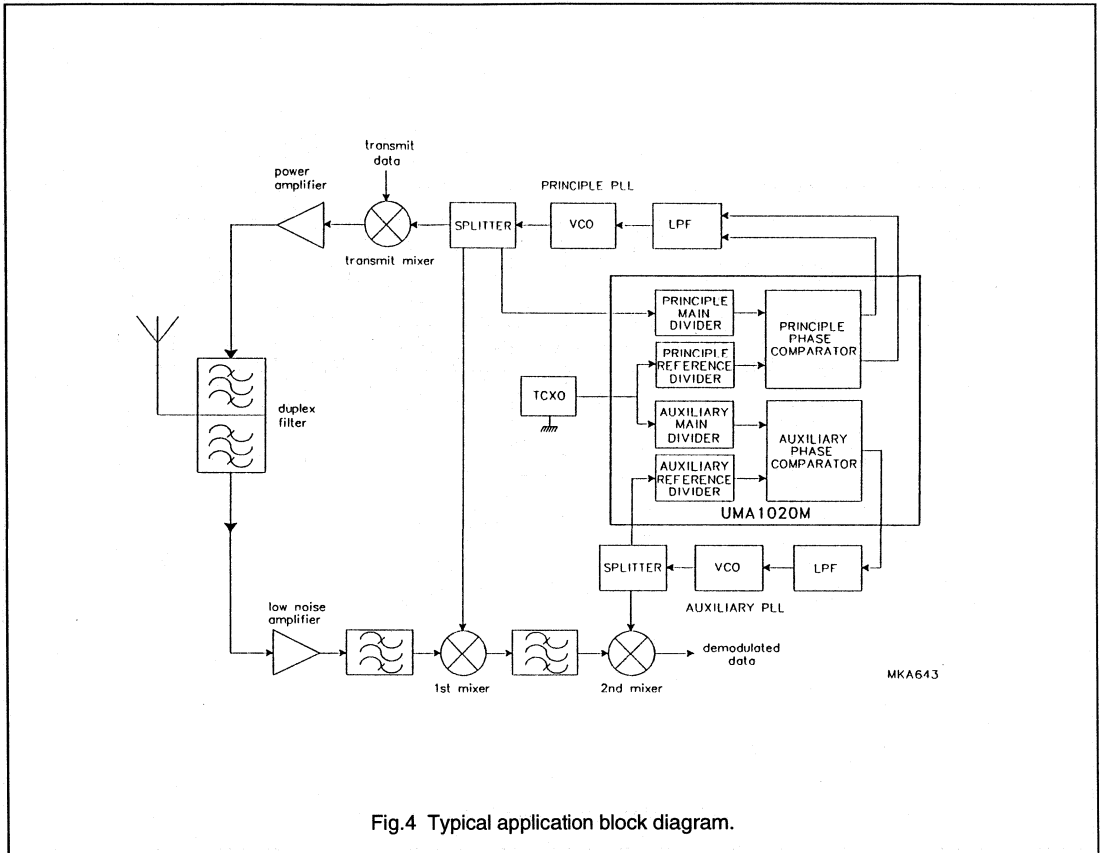 transmit
data
power
amplifier
PRINCIPLE PLL
SPLITTER
VCO
LPF
transmit mixer
PRINCIPLE
MAIN
DIVIDER
PRINCIPLE
PHASE
COMPARATOR
PRINCIPLE
REFERENCE
DIVIDER
TCXO
duplex
filter
AUXILIARY
MAIN
DIVIDER
AUXILIARY
PHASE
COMPARATOR
AUXILIARY
REFERENCE
DIVIDER
UMA1020M
SPLITTER
VCO
LPF
AUXILIARY PLL
low noise
amplifier
demodulated
data
1st mixer
2nd mixer
MKA643
Fig.4 Typical application block diagram.